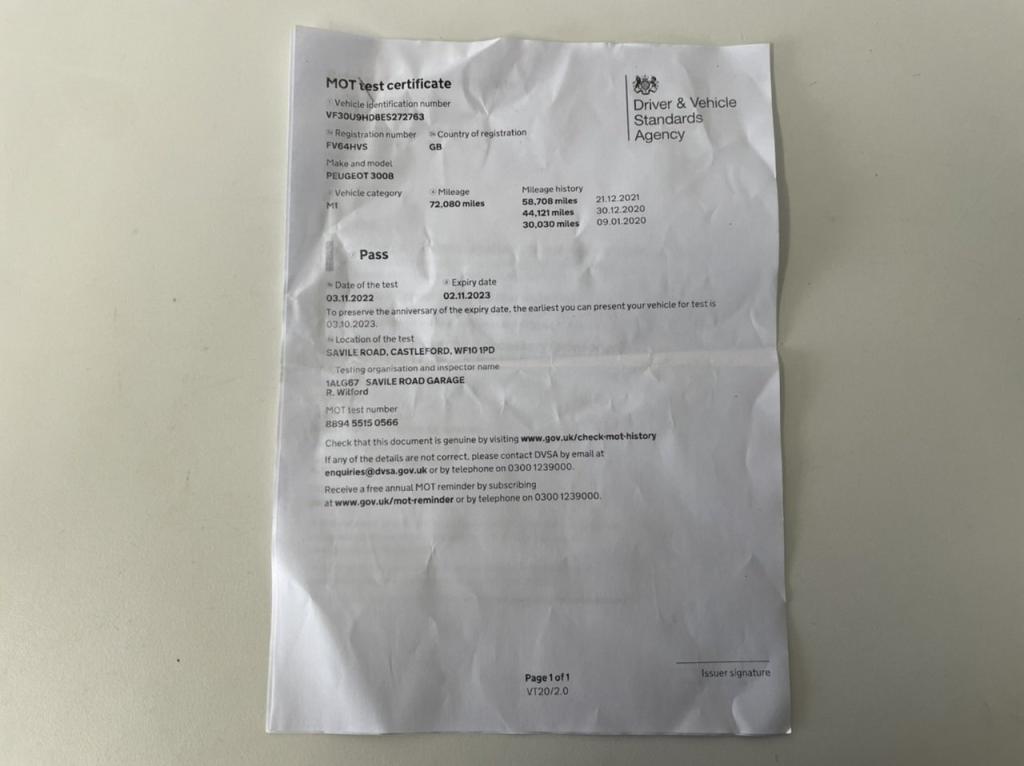 MOT test certificate
Driver & Vehicle
Standards
Agency
Vehicle identification number
VF30U9HD8ES272763
Registration number Country of registration
FV64HVS GB
Make and model
PEUGEOT 3008
Vehicle category Mileage Mileage history
M1 72,080 miles 58,708 miles 21.12.2021
44,121 miles 30.12.2020
30,030 miles 09.01.2020
Pass
Date of the test Expiry date
03.11.2022 02.11.2023
To preserve the anniversary of the expiry date, the earliest you can present your vehicle for test is
03.10.2023.
Location of the test
SAVILE ROAD, CASTLEFORD, WF10 1PD
Testing organisation and inspector name
1ALG67 SAVILE ROAD GARAGE
R. Wilford
MOT test number
8894 5515 0566
Check that this document is genuine by visiting www.gov.uk/check-mot-history
If any of the details are not correct, please contact DVSA by email at
enquiries@dvsa.gov.uk or by telephone on 0300 1239000.
Receive a free annual MOT reminder by subscribing
at www.gov.uk/mot-reminder or by telephone on 0300 1239000.
Issuer signature
Page 1 of 1
VT20/2.0